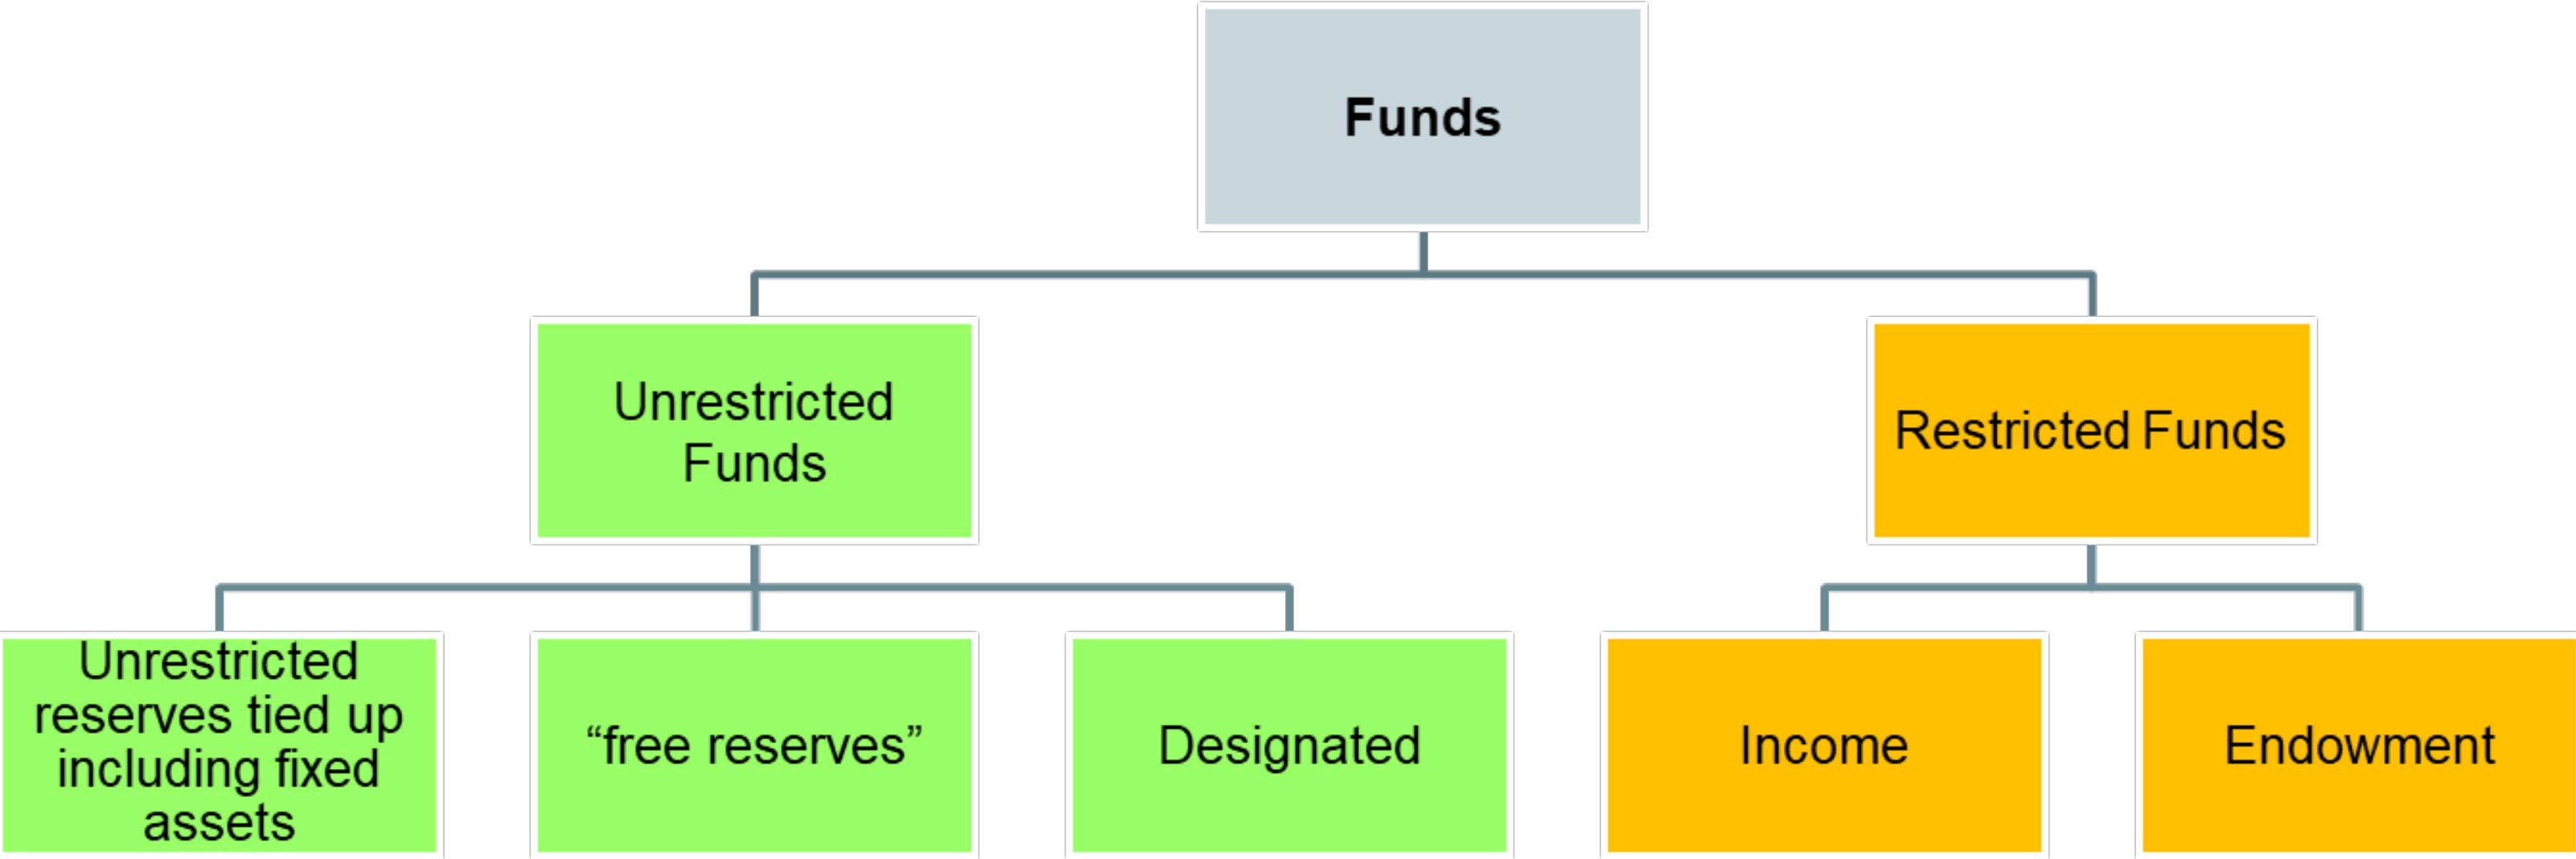 Funds
Unrestricted
Funds
Restricted Funds
Unrestricted
reserves tied up
including fixed
assets
“free reserves”
Designated
Income
Endowment